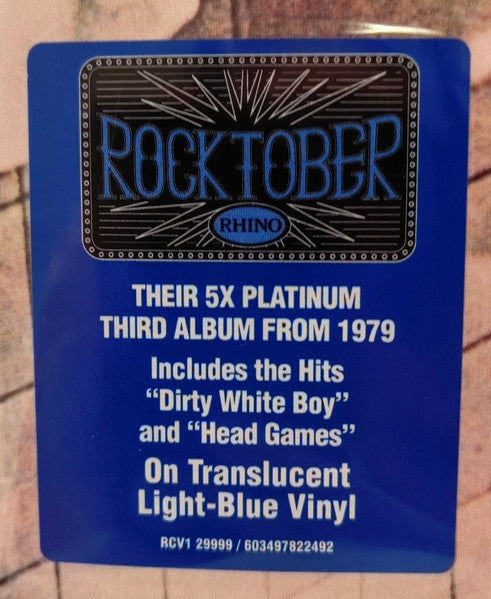 ROCKTOBER
RHINO
THEIR 5X PLATINUM
THIRD ALBUM FROM 1979
Includes the Hits
“Dirty White Boy”
and “Head Games”
On Translucent
Light-Blue Vinyl
RCV1 29999 / 603497822492